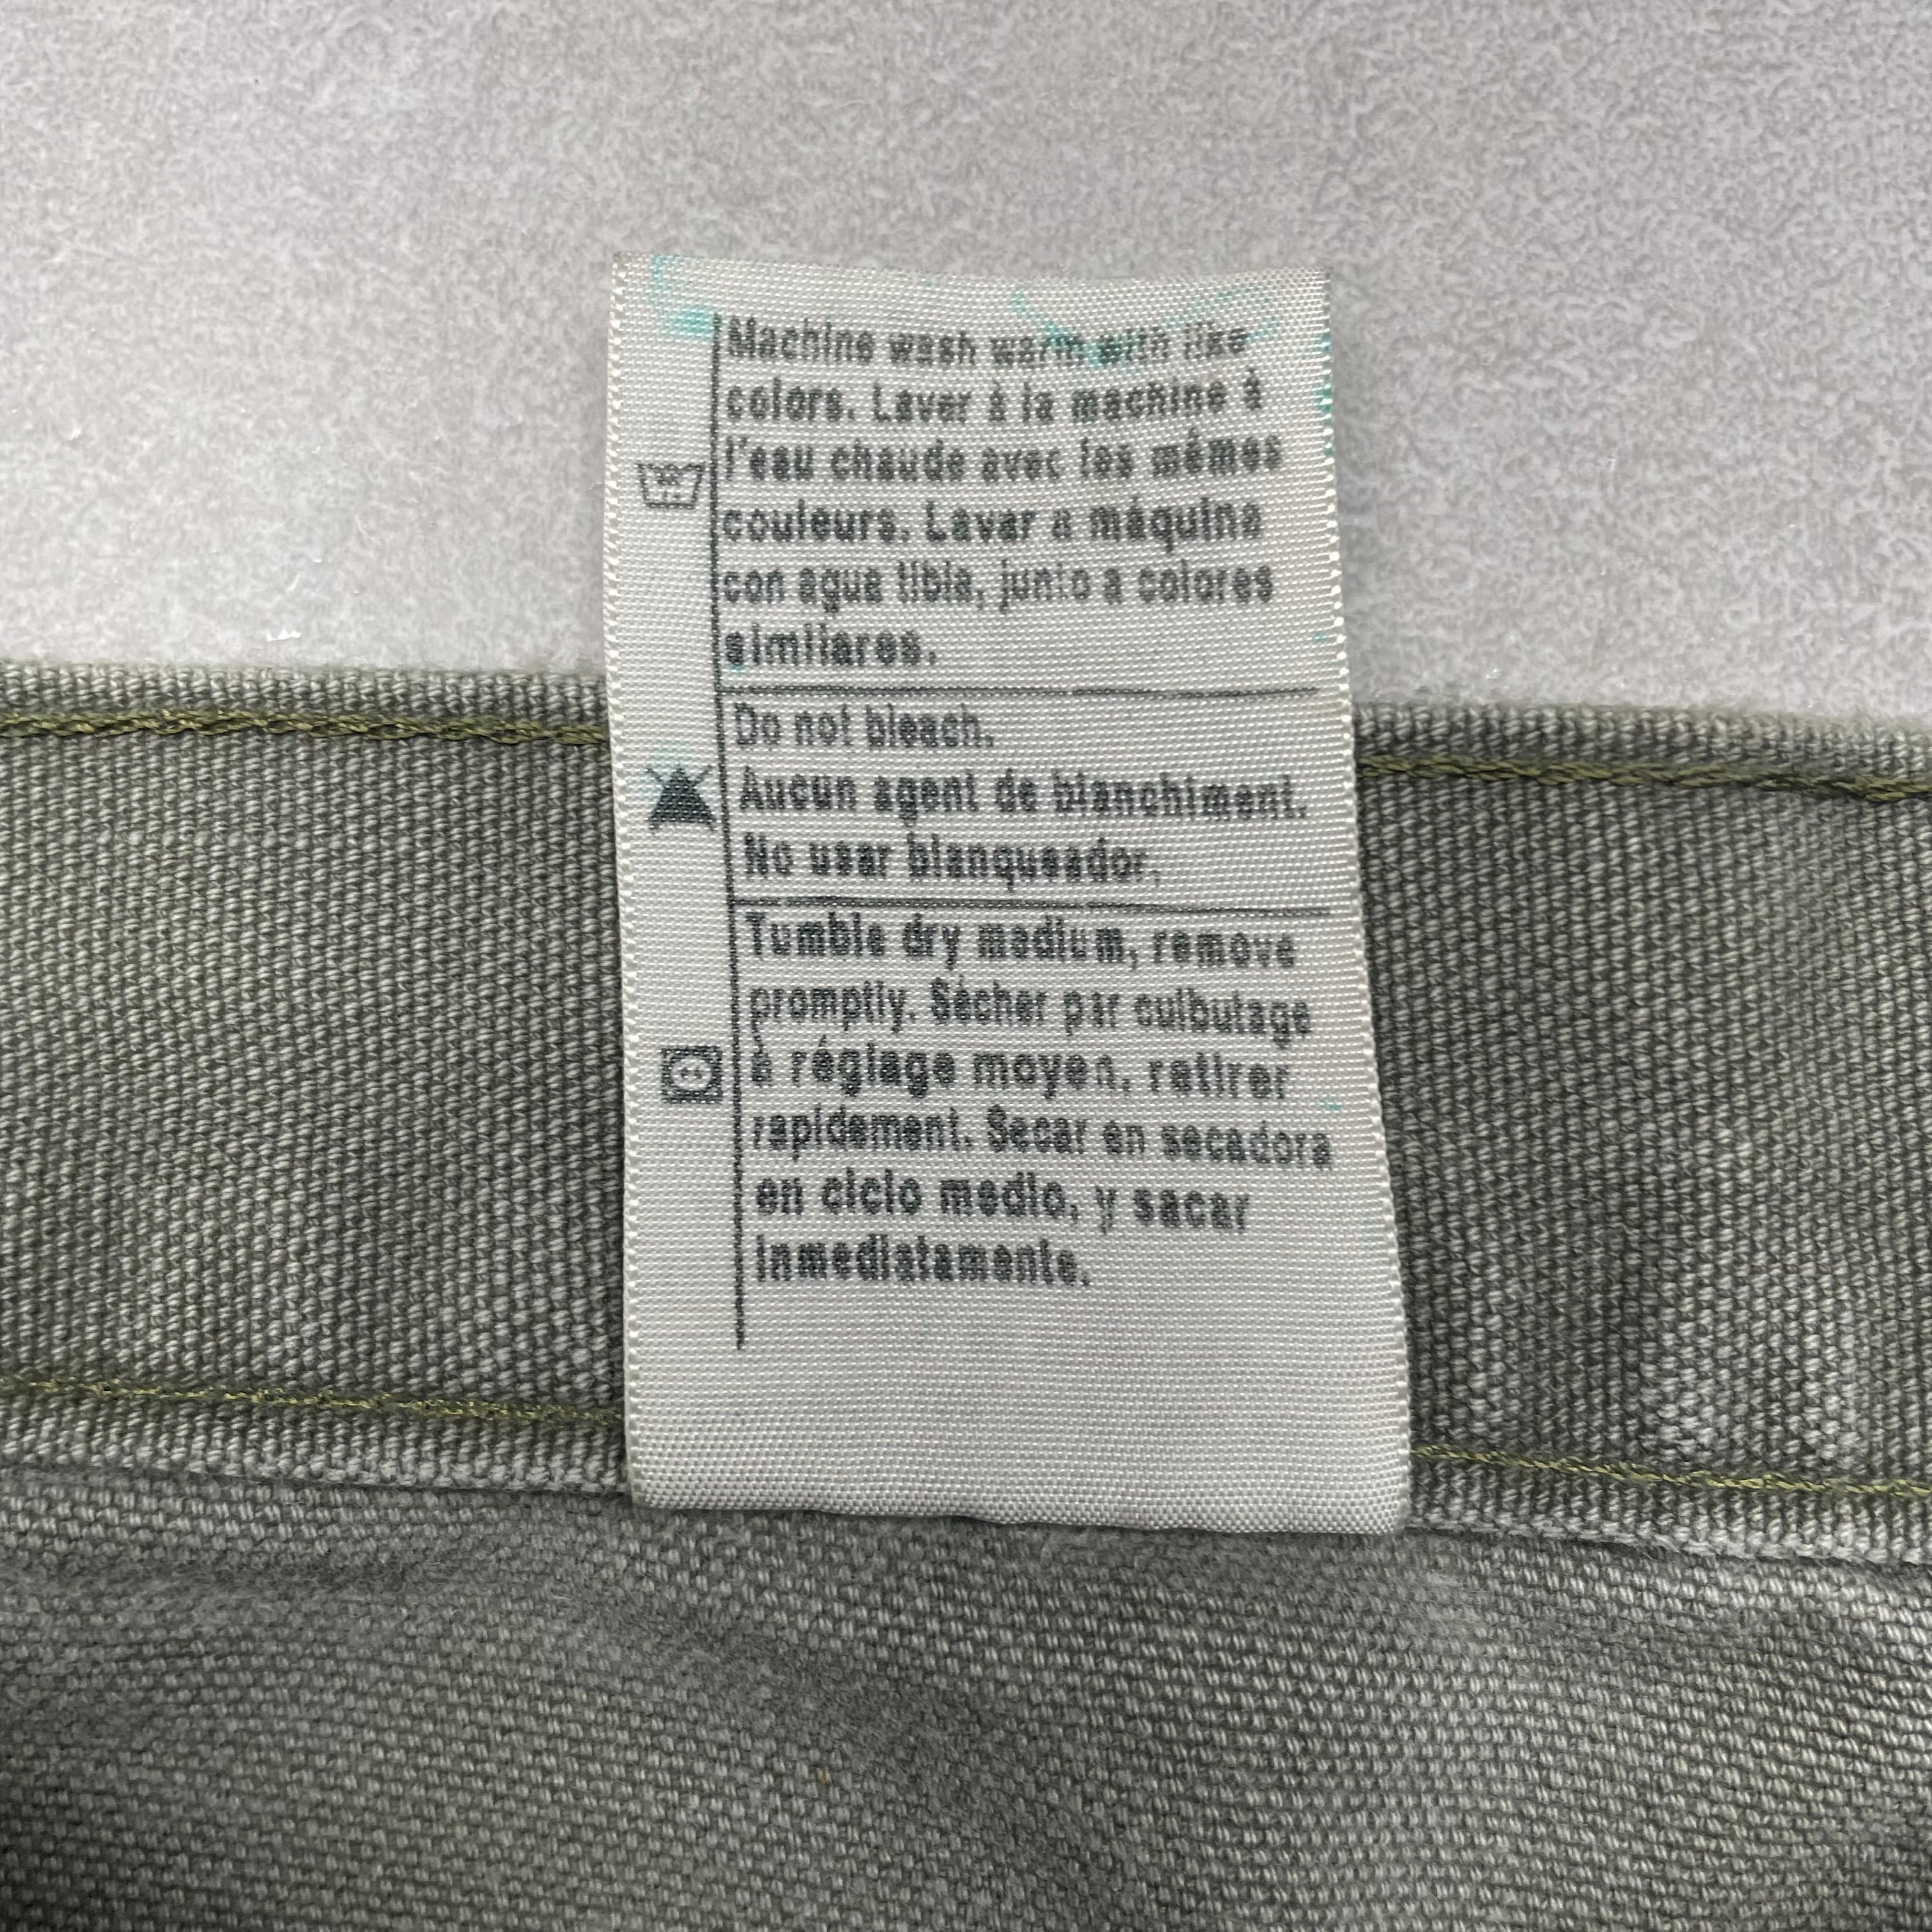 Machine wash warm with like
colors. Laver à la machine à
l'eau chaude avec les mêmes
couleurs. Lavar a máquina
con agua tibia, junto a colores
similares.
Do not bleach.
Aucun agent de blanchiment.
No usar blanqueador.
Tumble dry medium, remove
promptly. Sècher par culbutage
à réglage moyen, retirer
rapidement. Secar en secadora
en ciclo medio, y sacar
inmediatamente.